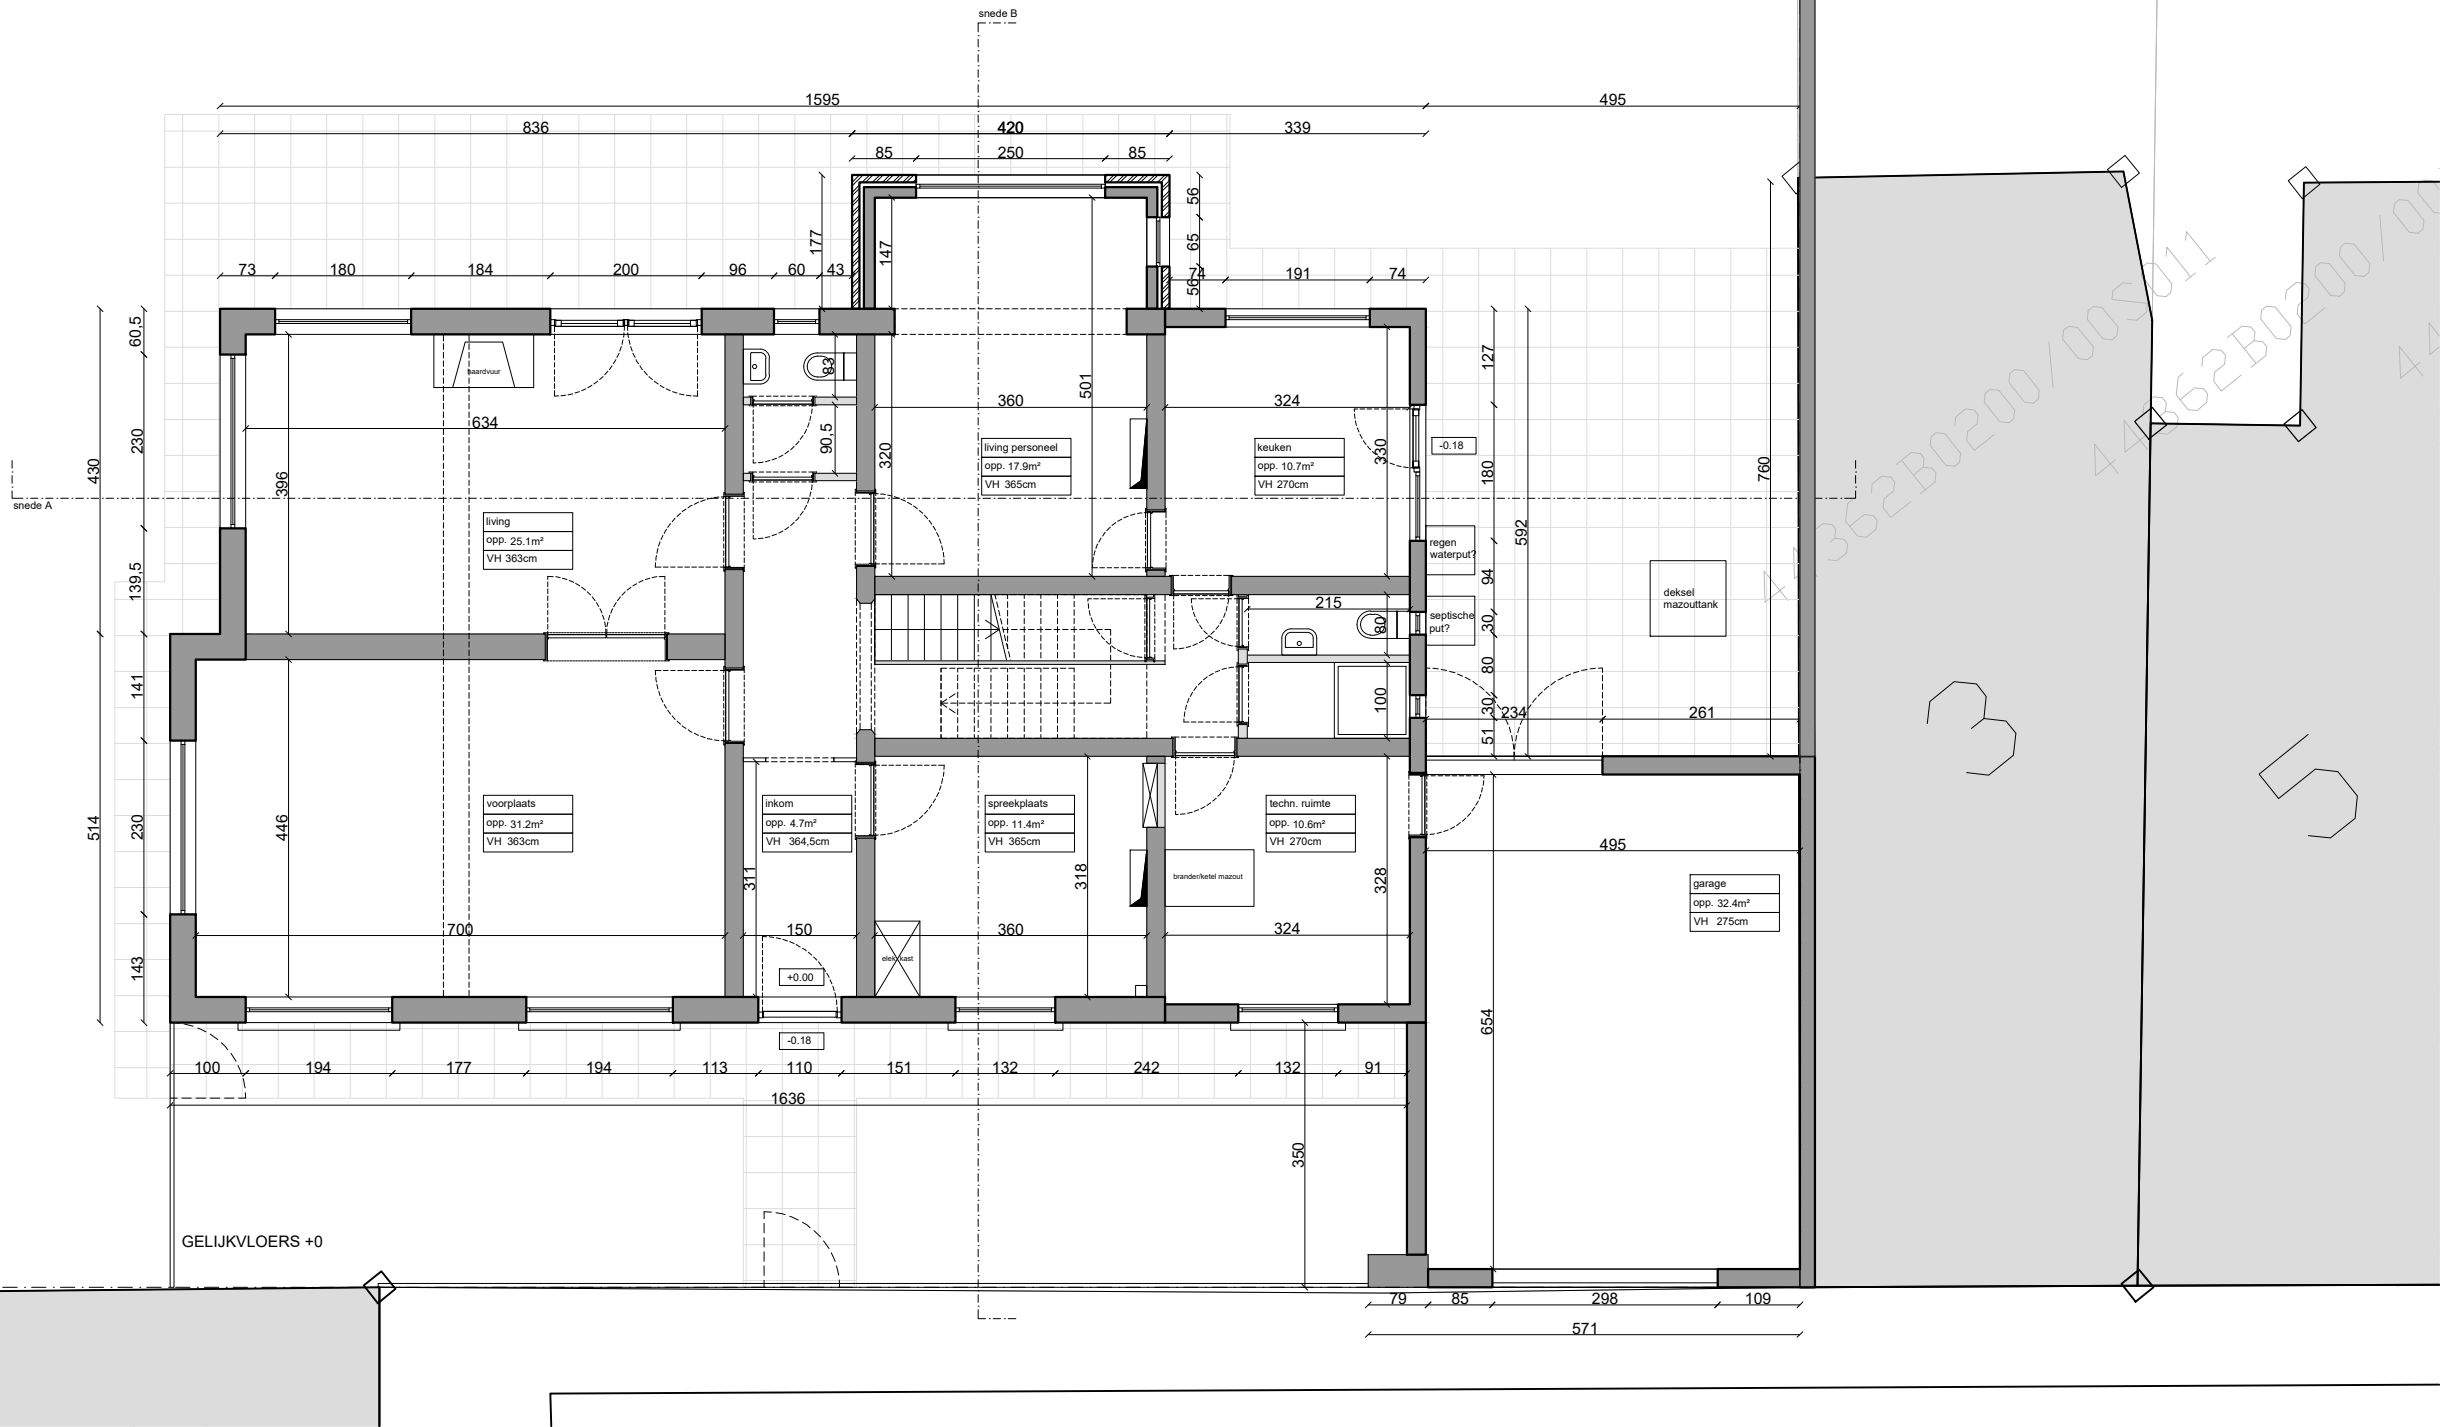 snede B
1595
495
836
420
339
85
250
85
56
177
147
65
73
180
184
200
96
60
43
74
191
74
56
60,5
127
haardvuur
83
501
360
324
634
90,5
230
430
320
330
-0.18
living personeel
opp. 17.9m²
VH 365cm
keuken
opp. 10.7m²
VH 270cm
180
760
396
snede A
living
opp. 25.1m²
VH 363cm
592
regen
waterput?
139,5
94
deksel
mazouttank
215
septische
put?
80
30
44362B0200/00S011
44362B0200/00
3
5
141
80
100
30
234
261
51
514
230
446
voorplaats
opp. 31.2m²
VH 363cm
inkom
opp. 4.7m²
VH 364,5cm
spreekplaats
opp. 11.4m²
VH 365cm
techn. ruimte
opp. 10.6m²
VH 270cm
495
311
318
brander/ketel mazout
328
garage
opp. 32.4m²
VH 275cm
700
150
360
324
143
elek. kast
+0.00
-0.18
654
100
194
177
194
113
110
151
132
242
132
91
1636
350
GELIJKVLOERS +0
79
85
298
109
571